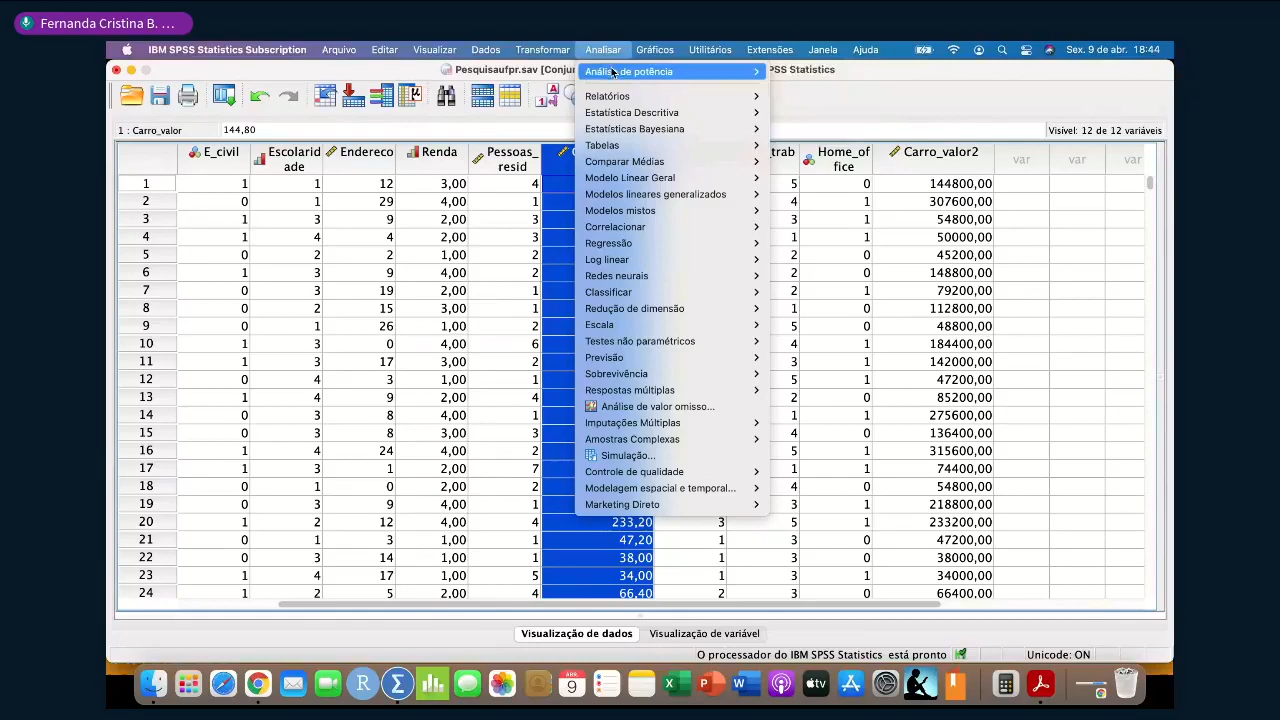 Fernanda Cristina B. ...
IBM SPSS Statistics Subscription Arquivo Editar Visualizar Dados Transformar Analisar Gráficos Utilitários Extensões Janela Ajuda Sex. 9 de abr. 18:44
Pesquisaufpr.sav [Conju SPSS Statistics
Análise de potência
Relatórios
Estatística Descritiva
Estatísticas Bayesiana
Tabelas
Comparar Médias
Modelo Linear Geral
Modelos lineares generalizados
Modelos mistos
Correlacionar
Regressão
Log linear
Redes neurais
Classificar
Redução de dimensão
Escala
Testes não paramétricos
Previsão
Sobrevivência
Respostas múltiplas
Análise de valor omisso...
Imputações Múltiplas
Amostras Complexas
Simulação...
Controle de qualidade
Modelagem espacial e temporal...
Marketing Direto
1 : Carro_valor 144,80 Visível: 12 de 12 variáveis
E_civil Escolaridade Endereco Renda Pessoas_resid trab Home_office Carro_valor2 var var var
1 1 1 12 3,00 4 5 0 144800,00
2 0 1 29 4,00 1 4 1 307600,00
3 1 3 9 2,00 3 3 1 54800,00
4 1 4 4 2,00 3 1 1 50000,00
5 0 2 2 1,00 2 2 0 45200,00
6 1 3 9 4,00 2 2 1 148800,00
7 0 3 19 2,00 1 2 1 79200,00
8 0 2 15 3,00 1 4 0 112800,00
9 0 1 26 1,00 2 5 0 48800,00
10 1 3 0 4,00 6 4 1 184400,00
11 1 3 17 3,00 2 3 1 142000,00
12 0 4 3 1,00 1 5 0 47200,00
13 1 4 9 2,00 4 2 1 85200,00
14 0 3 8 4,00 1 1 1 275600,00
15 0 3 8 3,00 1 4 0 136400,00
16 1 4 24 4,00 2 5 1 315600,00
17 1 3 1 2,00 7 1 1 74400,00
18 0 1 0 2,00 2 4 0 54800,00
19 0 3 9 4,00 1 3 1 218800,00
20 1 2 12 4,00 4 233,20 3 5 1 233200,00
21 0 1 3 1,00 1 47,20 1 3 1 47200,00
22 0 3 14 1,00 1 38,00 1 3 0 38000,00
23 1 4 17 1,00 5 34,00 1 3 1 34000,00
24 1 2 5 2,00 4 66,40 2 3 0 66400,00
Visualização de dados Visualização de variável
O processador do IBM SPSS Statistics está pronto Unicode: ON
ABR.
9